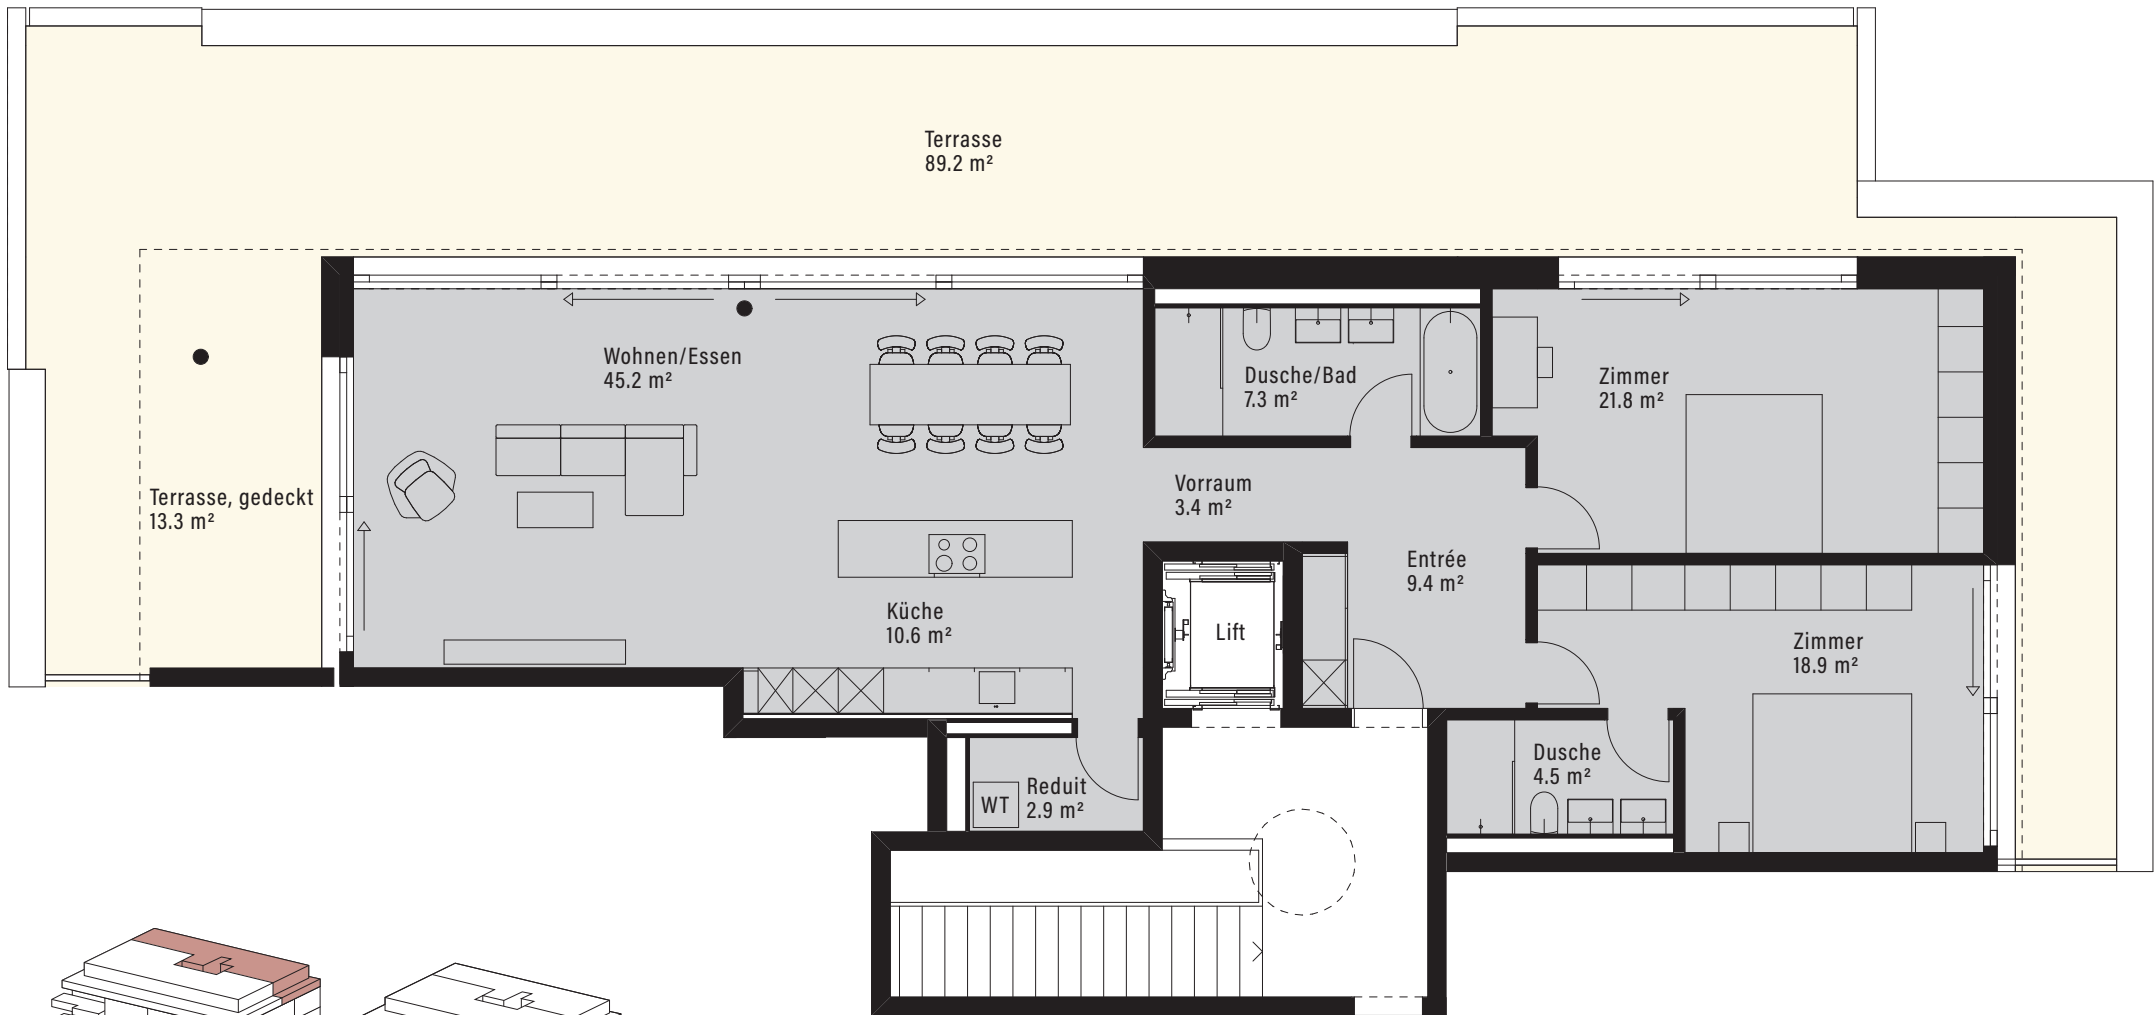 Terrasse
89.2 m²
Wohnen/Essen
45.2 m²
Dusche/Bad
7.3 m²
Zimmer
21.8 m²
Terrasse, gedeckt
13.3 m²
Vorraum
3.4 m²
Entrée
9.4 m²
Küche
10.6 m²
Lift
Zimmer
18.9 m²
Dusche
4.5 m²
WT
Reduit
2.9 m²